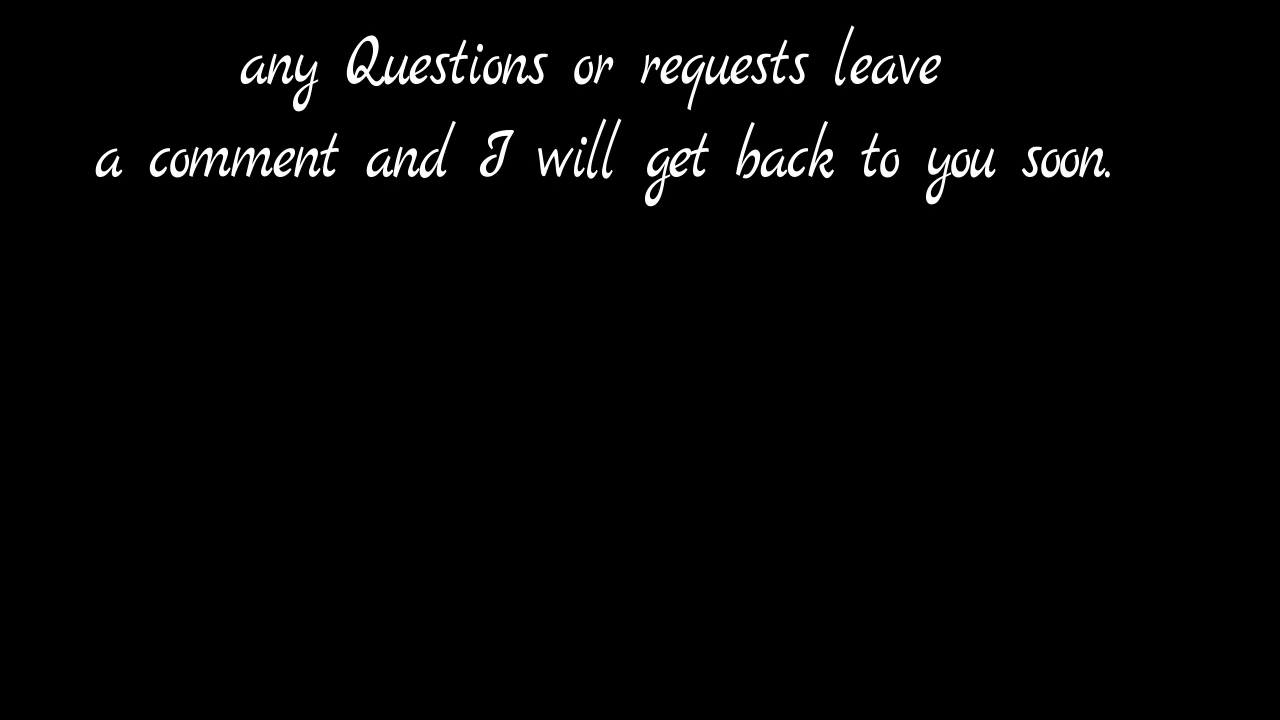 any Questions or requests leave
a comment and I will get back to you soon.